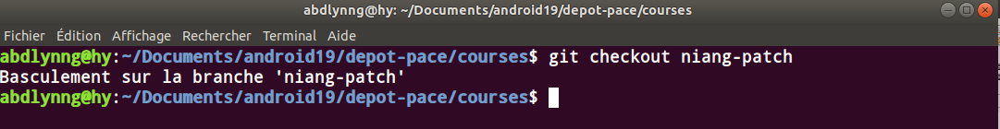 abdlynng@hy: ~/Documents/android19/depot-pace/courses
Fichier Édition Affichage Rechercher Terminal Aide
abdlynng@hy:~/Documents/android19/depot-pace/courses$ git checkout niang-patch
Basculement sur la branche 'niang-patch'
abdlynng@hy:~/Documents/android19/depot-pace/courses$